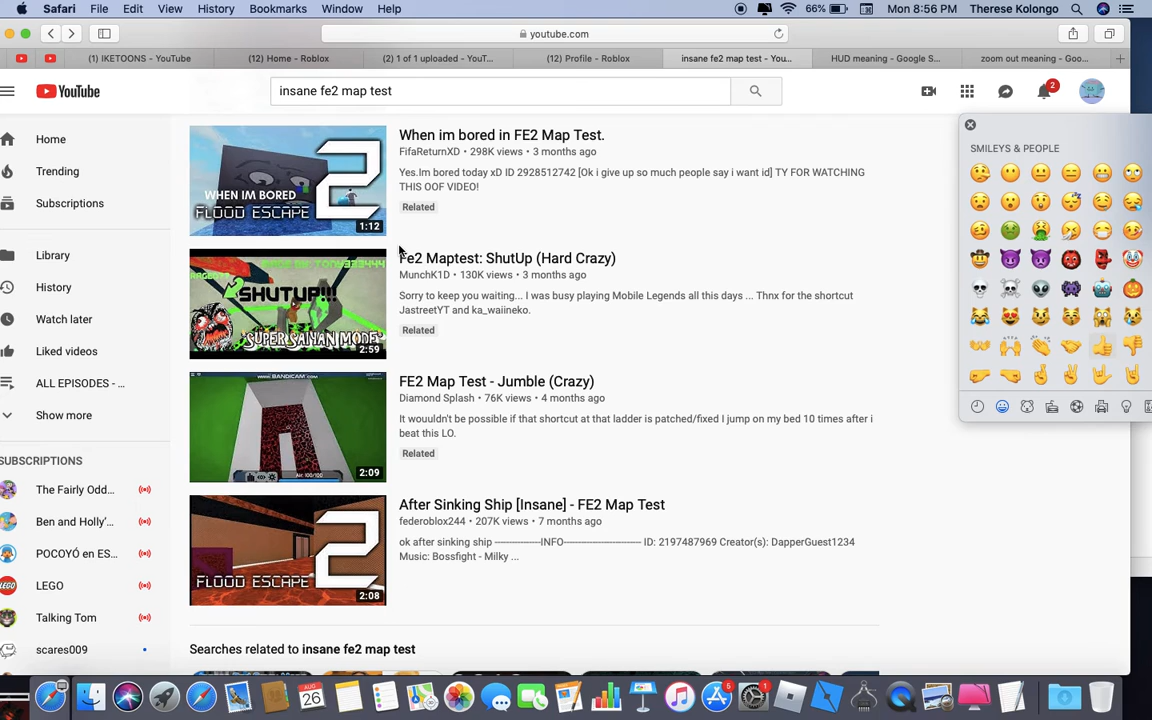 Safari File Edit View History Bookmarks Window Help 66% Mon 8:56 PM Therese Kolongo
youtube.com
(1) IKETOONS - YouTube (12) Home - Roblox (2) 1 of 1 uploaded - YouT... (12) Profile - Roblox insane fe2 map test - You... HUD meaning - Google S... zoom out meaning - Goo...
YouTube insane fe2 map test 2
Home
Trending
Subscriptions
Library
History
Watch later
Liked videos
ALL EPISODES - ...
Show more
SUBSCRIPTIONS
The Fairly Odd...
Ben and Holly'...
POCOYÓ en ES...
LEGO
Talking Tom
scares009
WHEN IM BORED
FLOOD ESCAPE 2
1:12
When im bored in FE2 Map Test.
FifaReturnXD • 298K views • 3 months ago
Yes.Im bored today xD ID 2928512742 [Ok i give up so much people say i want id] TY FOR WATCHING
THIS OOF VIDEO!
Related
SHUTUP!!!
SUPER SAIYAN MODE
2:59
Fe2 Maptest: ShutUp (Hard Crazy)
MunchK1D • 130K views • 3 months ago
Sorry to keep you waiting... I was busy playing Mobile Legends all this days ... Thnx for the shortcut
JastreetYT and ka_waiineko.
Related
2:09
FE2 Map Test - Jumble (Crazy)
Diamond Splash • 76K views • 4 months ago
It wouuldn't be possible if that shortcut at that ladder is patched/fixed I jump on my bed 10 times after i
beat this LO.
Related
FLOOD ESCAPE 2
2:08
After Sinking Ship [Insane] - FE2 Map Test
federoblox244 • 207K views • 7 months ago
ok after sinking ship ----------------INFO--------------------------- ID: 2197487969 Creator(s): DapperGuest1234
Music: Bossfight - Milky ...
Searches related to insane fe2 map test
SMILEYS & PEOPLE
AUG
26
5
1